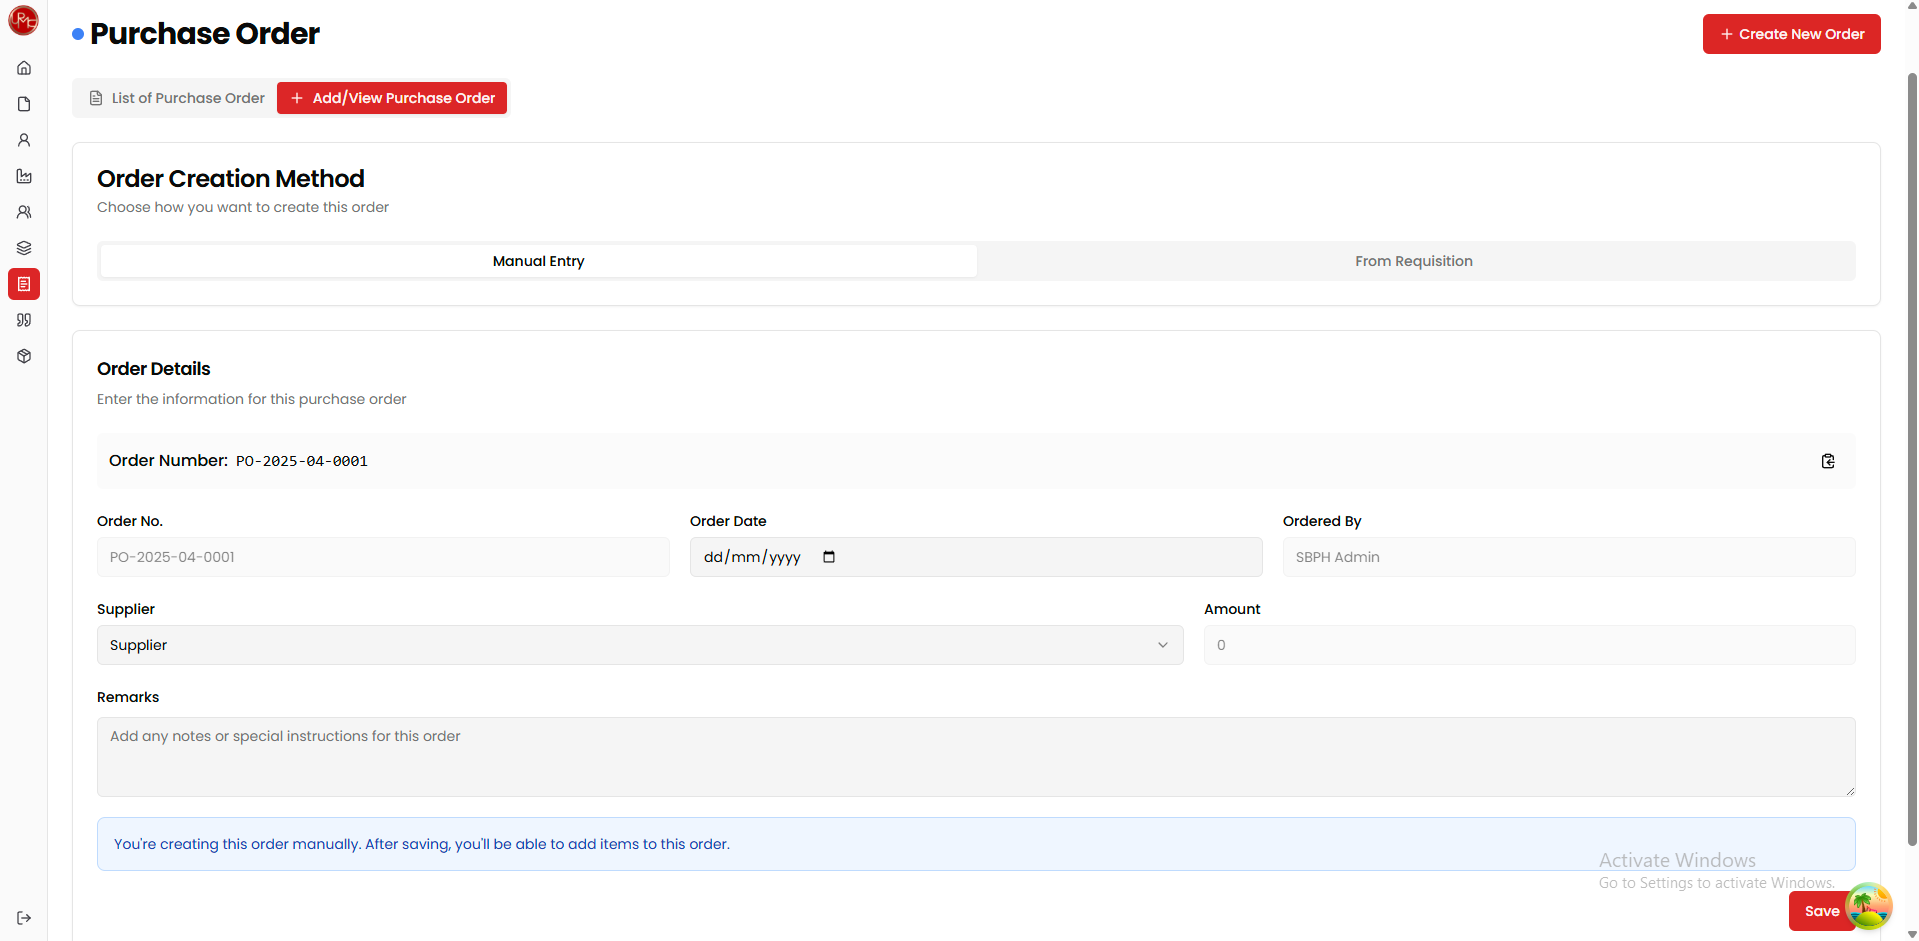 Purchase Order
Create New Order
List of Purchase Order
Add/View Purchase Order
Order Creation Method
Choose how you want to create this order
Manual Entry
From Requisition
Order Details
Enter the information for this purchase order
Order Number: PO-2025-04-0001
Order No.
Order Date
Ordered By
PO-2025-04-0001
dd/mm/yyyy
SBPH Admin
Supplier
Amount
Supplier
0
Remarks
Add any notes or special instructions for this order
You're creating this order manually. After saving, you'll be able to add items to this order.
Activate Windows
Go to Settings to activate Windows.
Save